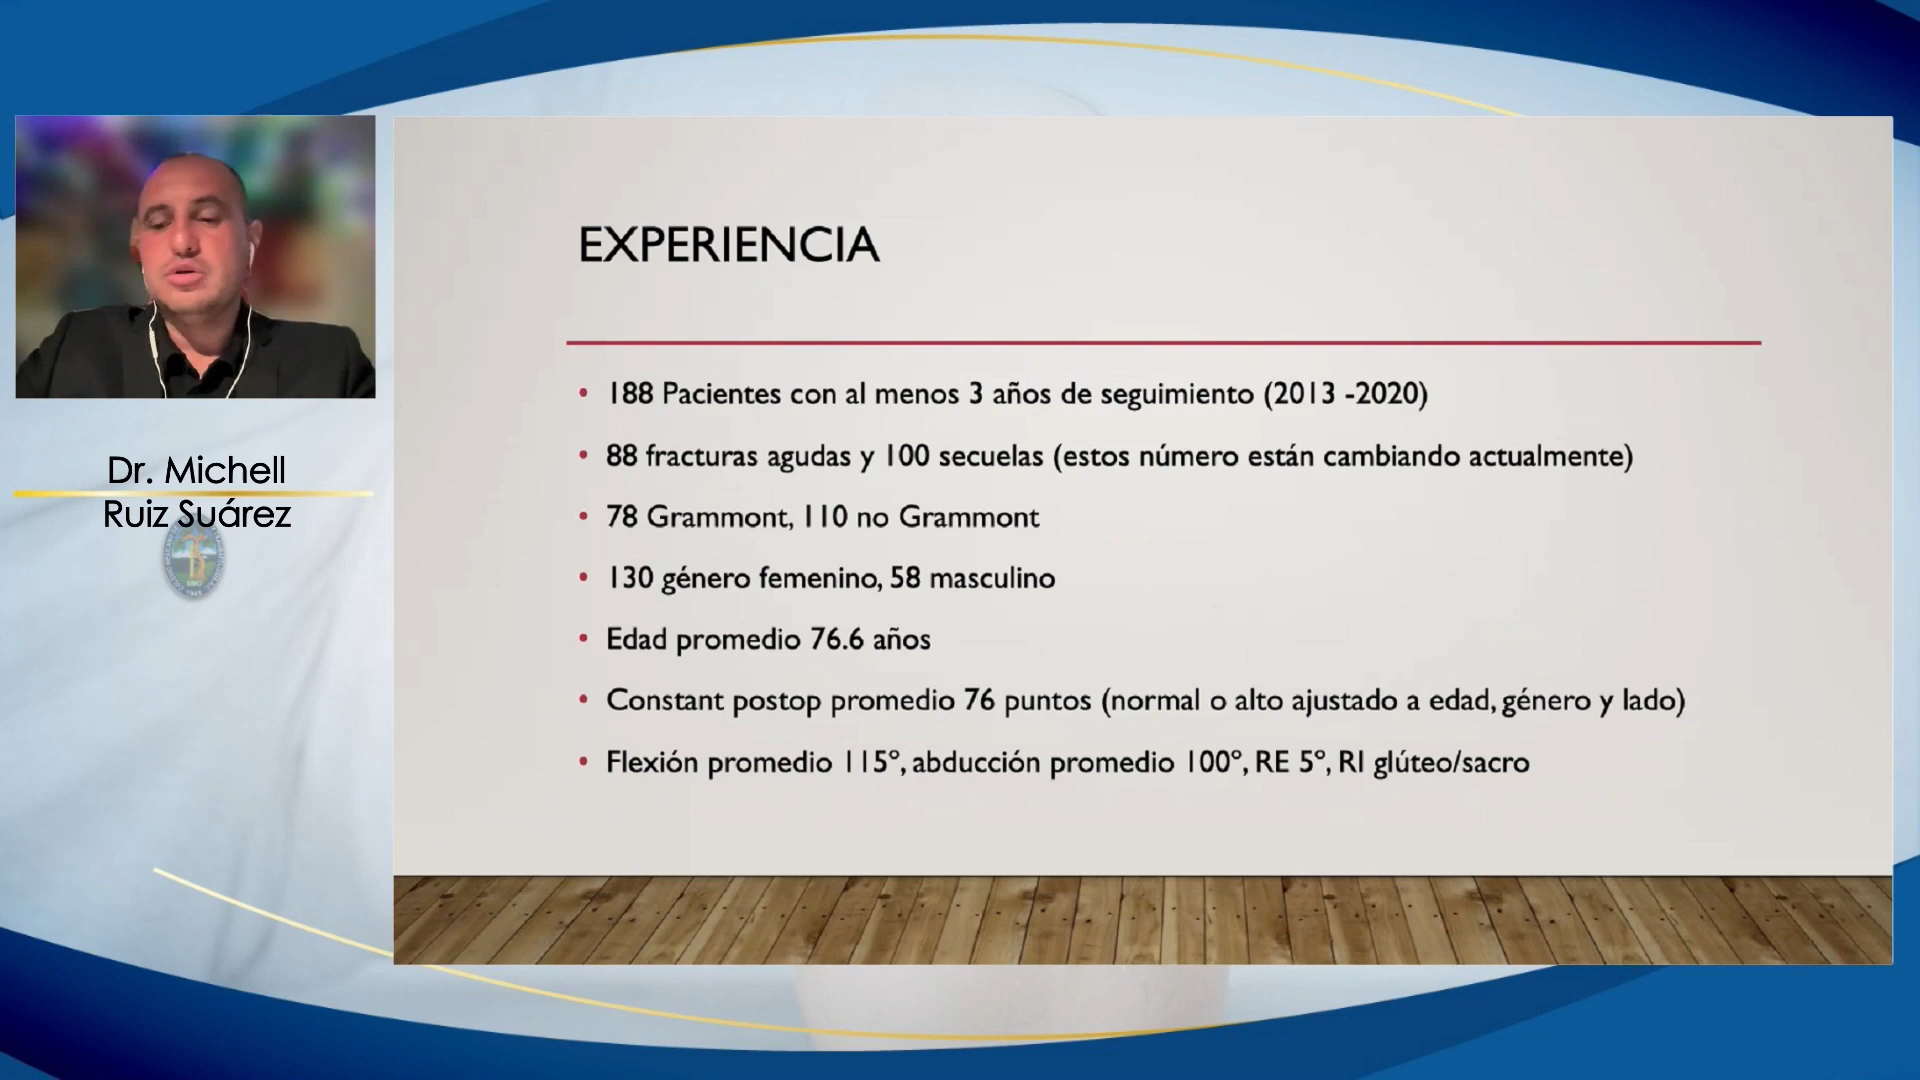 Dr. Michell
Ruiz Suárez
EXPERIENCIA
• 188 Pacientes con al menos 3 años de seguimiento (2013 -2020)
• 88 fracturas agudas y 100 secuelas (estos número están cambiando actualmente)
• 78 Grammont, 110 no Grammont
• 130 género femenino, 58 masculino
• Edad promedio 76.6 años
• Constant postop promedio 76 puntos (normal o alto ajustado a edad, género y lado)
• Flexión promedio 115°, abducción promedio 100°, RE 5°, RI glúteo/sacro